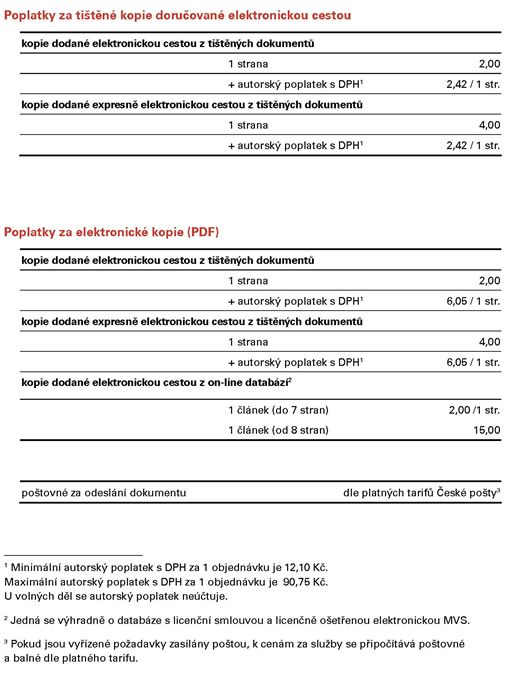 Poplatky za tištěné kopie doručované elektronickou cestou
kopie dodané elektronickou cestou z tištěných dokumentů
1 strana 2,00
+ autorský poplatek s DPH¹ 2,42 / 1 str.
kopie dodané expresně elektronickou cestou z tištěných dokumentů
1 strana 4,00
+ autorský poplatek s DPH¹ 2,42 / 1 str.
Poplatky za elektronické kopie (PDF)
kopie dodané elektronickou cestou z tištěných dokumentů
1 strana 2,00
+ autorský poplatek s DPH¹ 6,05 / 1 str.
kopie dodané expresně elektronickou cestou z tištěných dokumentů
1 strana 4,00
+ autorský poplatek s DPH¹ 6,05 / 1 str.
kopie dodané elektronickou cestou z on-line databází²
1 článek (do 7 stran) 2,00 /1 str.
1 článek (od 8 stran) 15,00
poštovné za odeslání dokumentu dle platných tarifů České pošty³
¹ Minimální autorský poplatek s DPH za 1 objednávku je 12,10 Kč.
Maximální autorský poplatek s DPH za 1 objednávku je 90,75 Kč.
U volných děl se autorský poplatek neúčtuje.
² Jedná se výhradně o databáze s licenční smlouvou a licenčně ošetřenou elektronickou MVS.
³ Pokud jsou vyřízené požadavky zasílány poštou, k cenám za služby se připočítává poštovné
a balné dle platného tarifu.